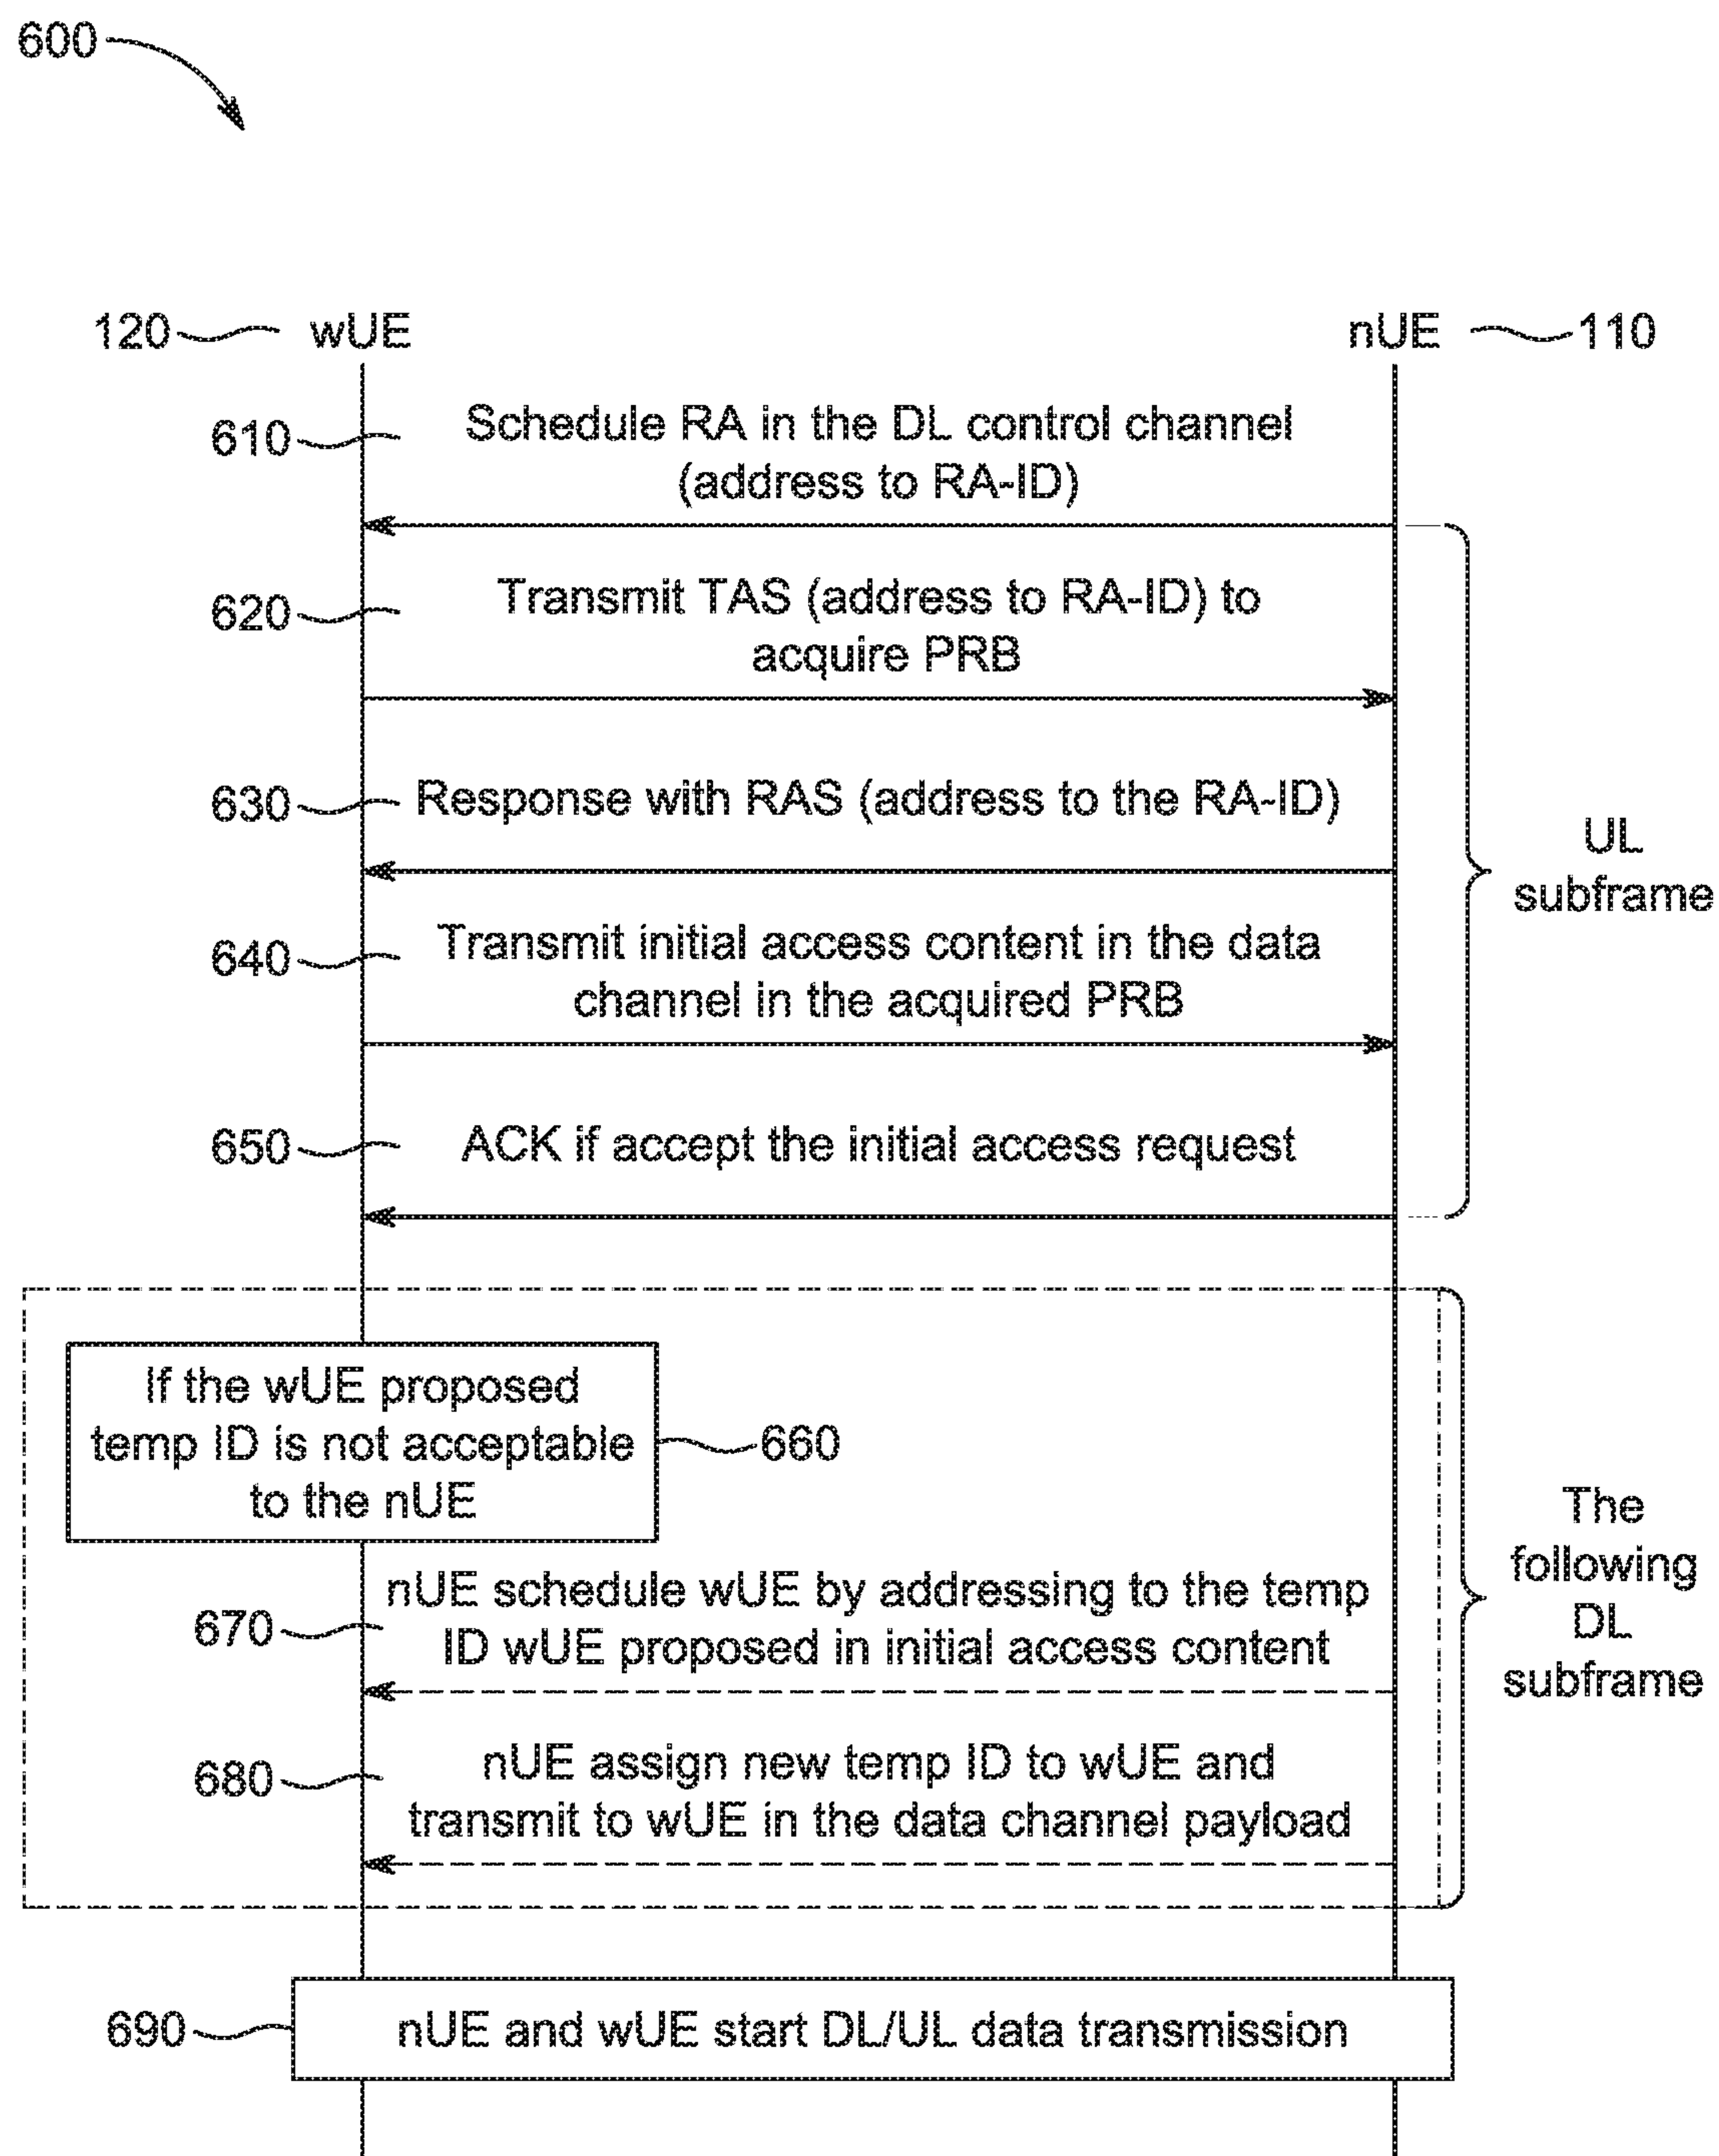 600
120 wUE nUE 110
610 Schedule RA in the DL control channel
(address to RA-ID)
620 Transmit TAS (address to RA-ID) to
acquire PRB
630 Response with RAS (address to the RA-ID)
UL
subframe
640 Transmit initial access content in the data
channel in the acquired PRB
650 ACK if accept the initial access request
If the wUE proposed
temp ID is not acceptable
to the nUE
660
The
following
DL
subframe
670 nUE schedule wUE by addressing to the temp
ID wUE proposed in initial access content
680 nUE assign new temp ID to wUE and
transmit to wUE in the data channel payload
690 nUE and wUE start DL/UL data transmission